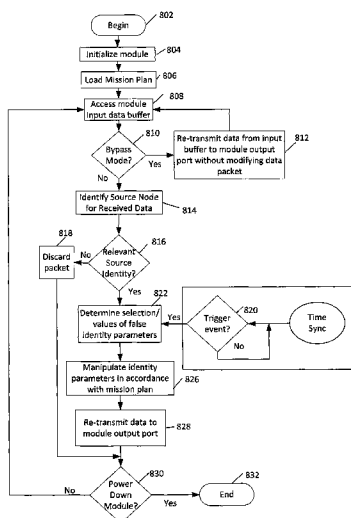 Begin
802
Initialize module
804
Load Mission Plan
806
Access module
input data buffer
808
Bypass
Mode?
810
Yes
No
Re-transmit data from input
buffer to module output
port without modifying data
packet
812
Identify Source Node
for Received Data
814
818
Discard
packet
No
Relevant
Source
Identity?
816
Yes
822
Determine selection/
values of false
identity parameters
Yes
Trigger
event?
820
No
Time
Sync
Manipulate identity
parameters in accordance
with mission plan
826
Re-transmit data to
module output port
828
Power
Down
Module?
830
No
Yes
End
832